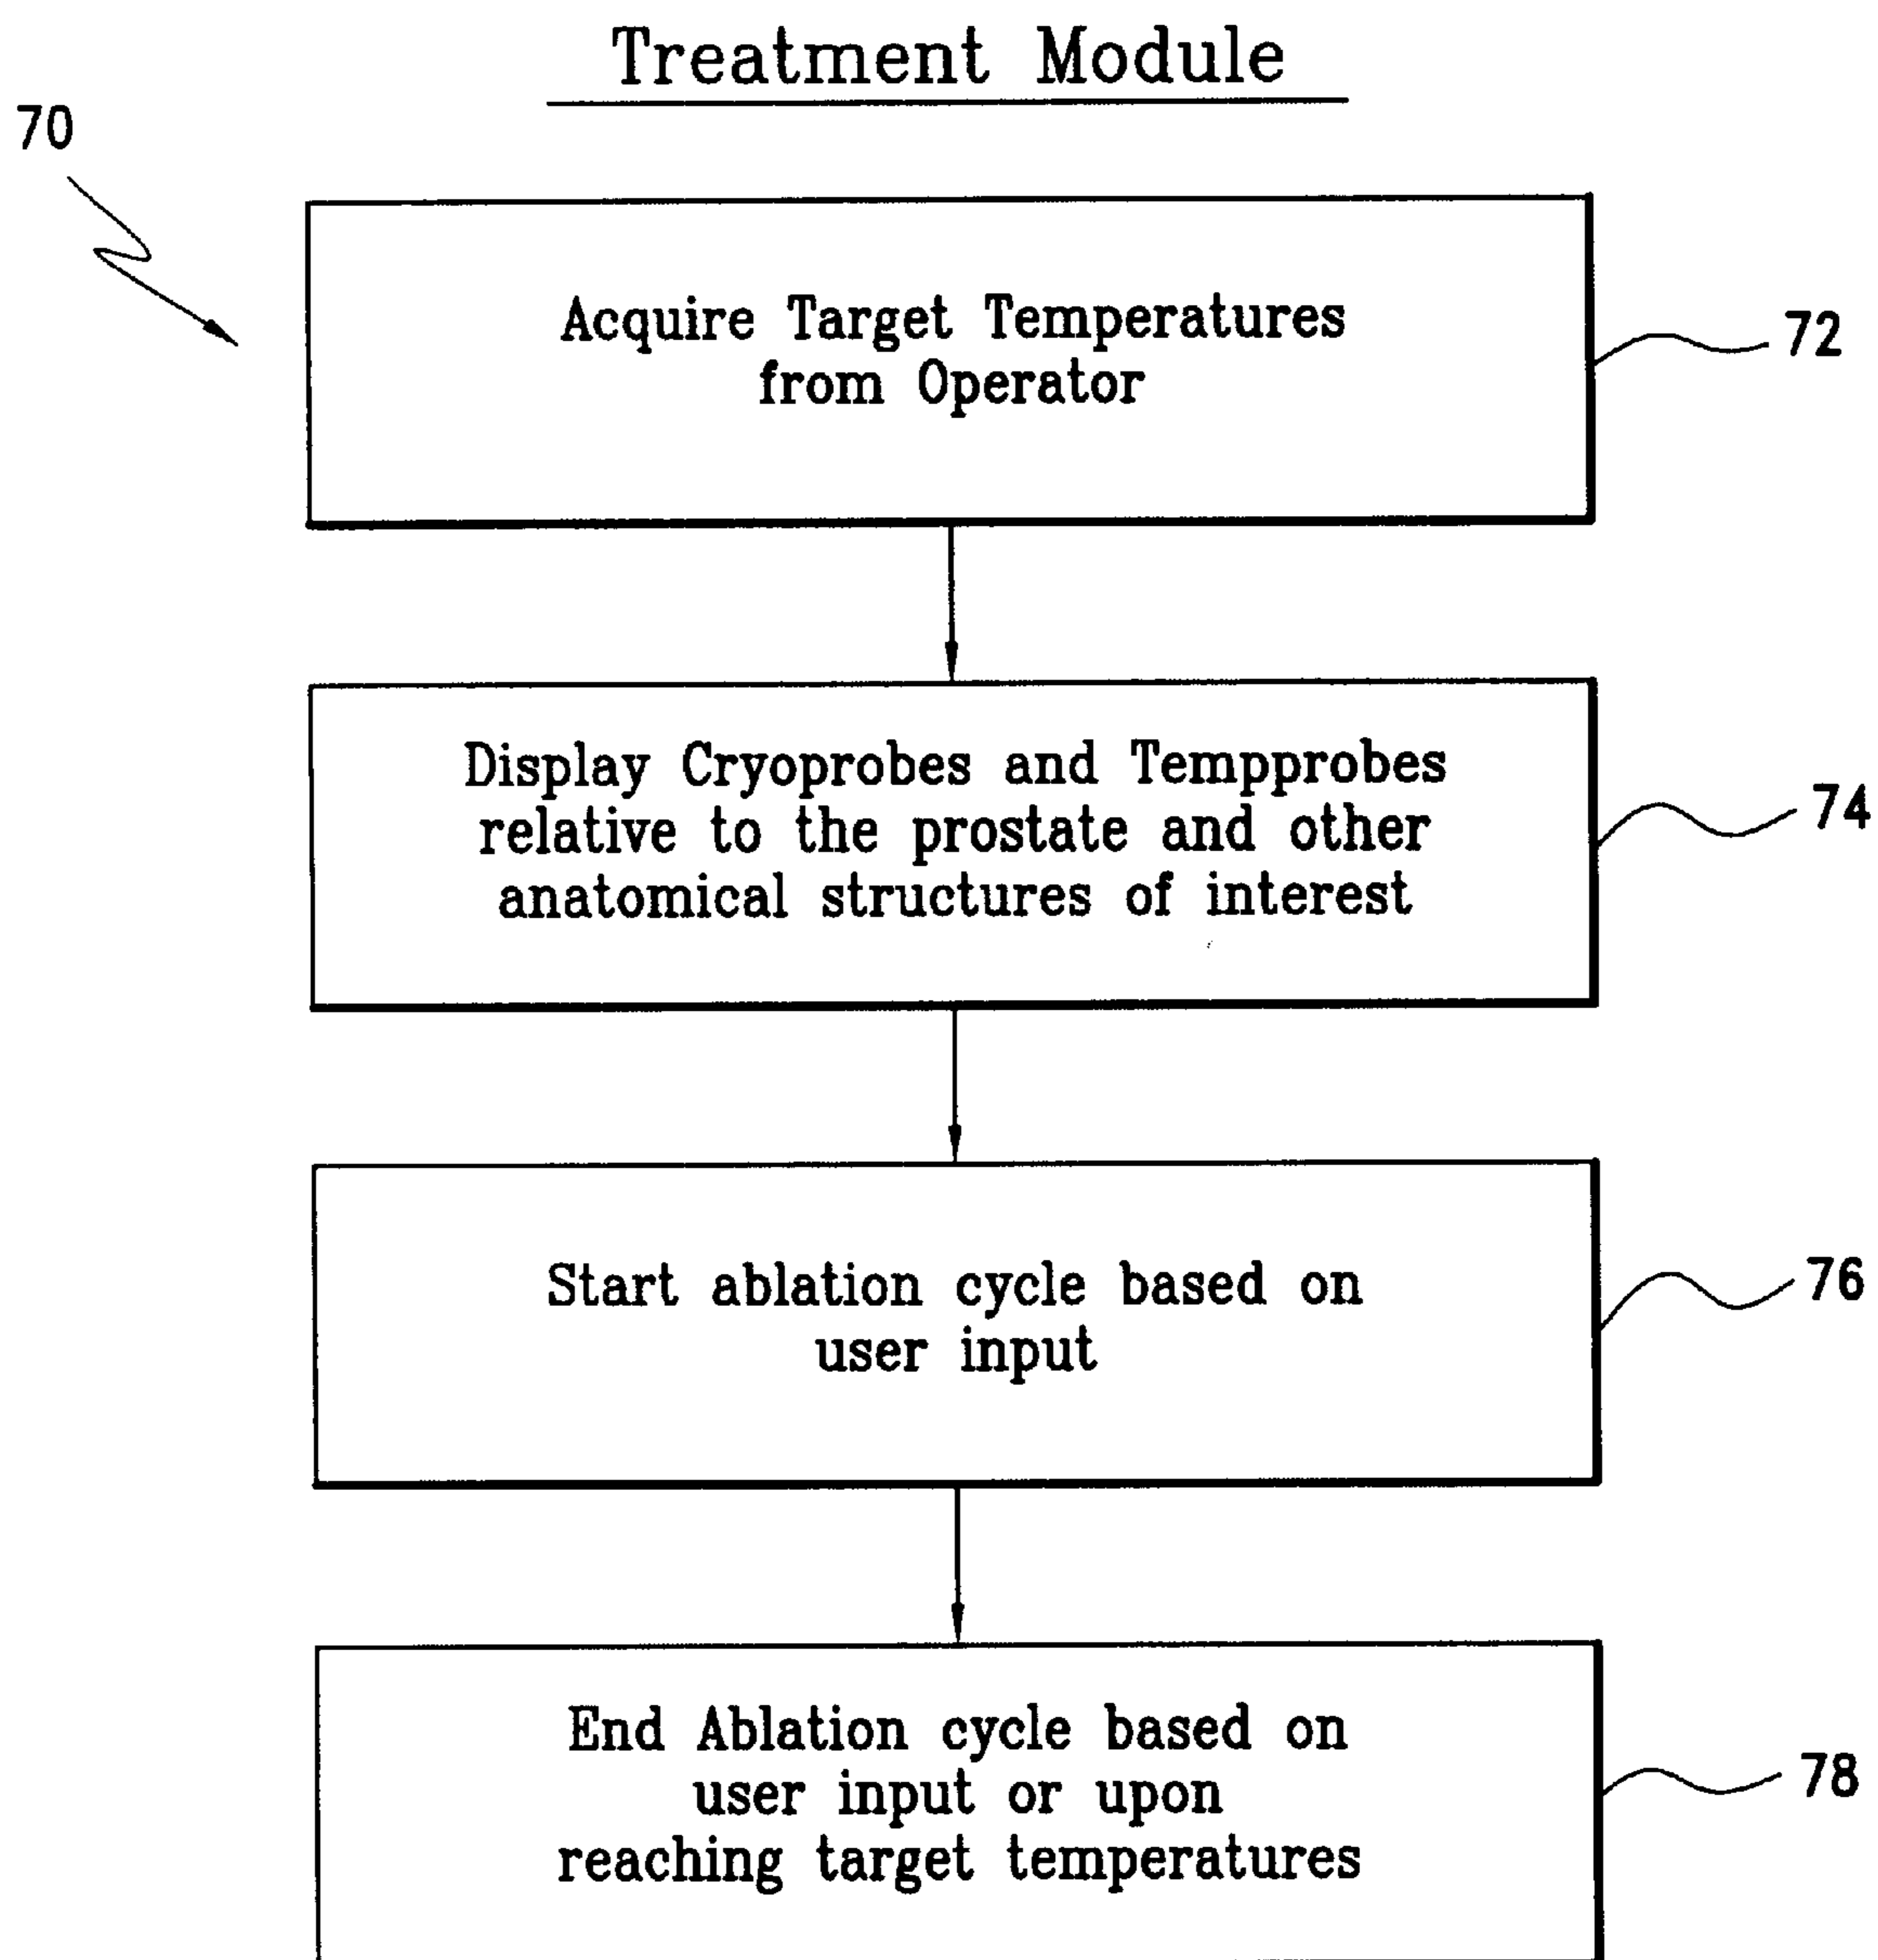 Treatment Module
70
Acquire Target Temperatures
from Operator
72
Display Cryoprobes and Tempprobes
relative to the prostate and other
anatomical structures of interest
74
Start ablation cycle based on
user input
76
End Ablation cycle based on
user input or upon
reaching target temperatures
78